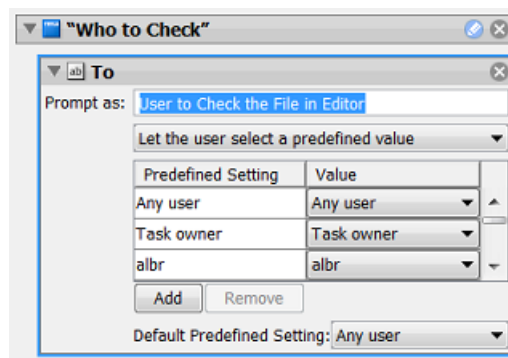 “Who to Check”
ab To
Prompt as: User to Check the File in Editor
Let the user select a predefined value
Predefined Setting Value
Any user Any user
Task owner Task owner
albr albr
Add Remove
Default Predefined Setting: Any user